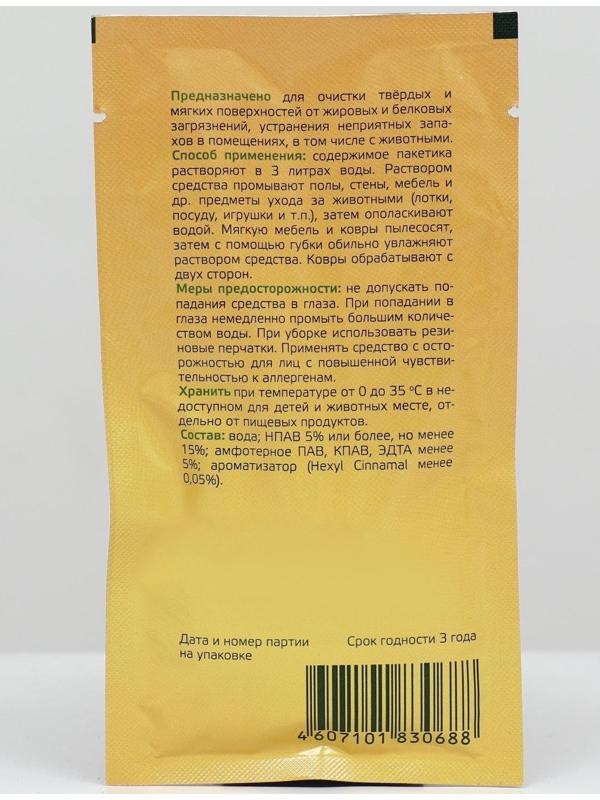 Предназначено для очистки твёрдых и
мягких поверхностей от жировых и белковых
загрязнений, устранения неприятных запа-
хов в помещениях, в том числе с животными.
Способ применения: содержимое пакетика
растворяют в 3 литрах воды. Раствором
средства промывают полы, стены, мебель и
др. предметы ухода за животными (лотки,
посуду, игрушки и т.п.), затем ополаскивают
водой. Мягкую мебель и ковры пылесосят,
затем с помощью губки обильно увлажняют
раствором средства. Ковры обрабатывают с
двух сторон.
Меры предосторожности: не допускать по-
падания средства в глаза. При попадании в
глаза немедленно промыть большим количе-
ством воды. При уборке использовать рези-
новые перчатки. Применять средство с осто-
рожностью для лиц с повышенной чувстви-
тельностью к аллергенам.
Хранить при температуре от 0 до 35 °С в не-
доступном для детей и животных месте, от-
дельно от пищевых продуктов.
Состав: вода; НПАВ 5% или более, но менее
15%; амфотерное ПАВ, КПАВ, ЭДТА менее
5%; ароматизатор (Hexyl Cinnamal менее
0,05%).
Дата и номер партии
на упаковке
Срок годности 3 года
4 607101 830688